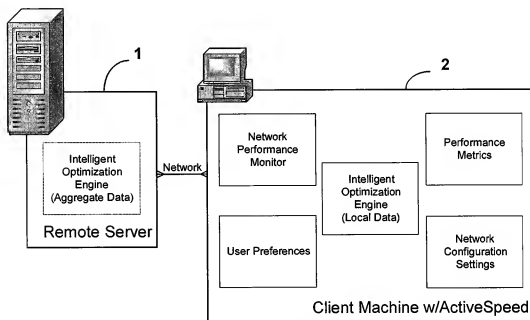 1
2
Intelligent
Optimization
Engine
(Aggregate Data)
Remote Server
Network
Network
Performance
Monitor
Performance
Metrics
Intelligent
Optimization
Engine
(Local Data)
User Preferences
Network
Configuration
Settings
Client Machine w/ActiveSpeed